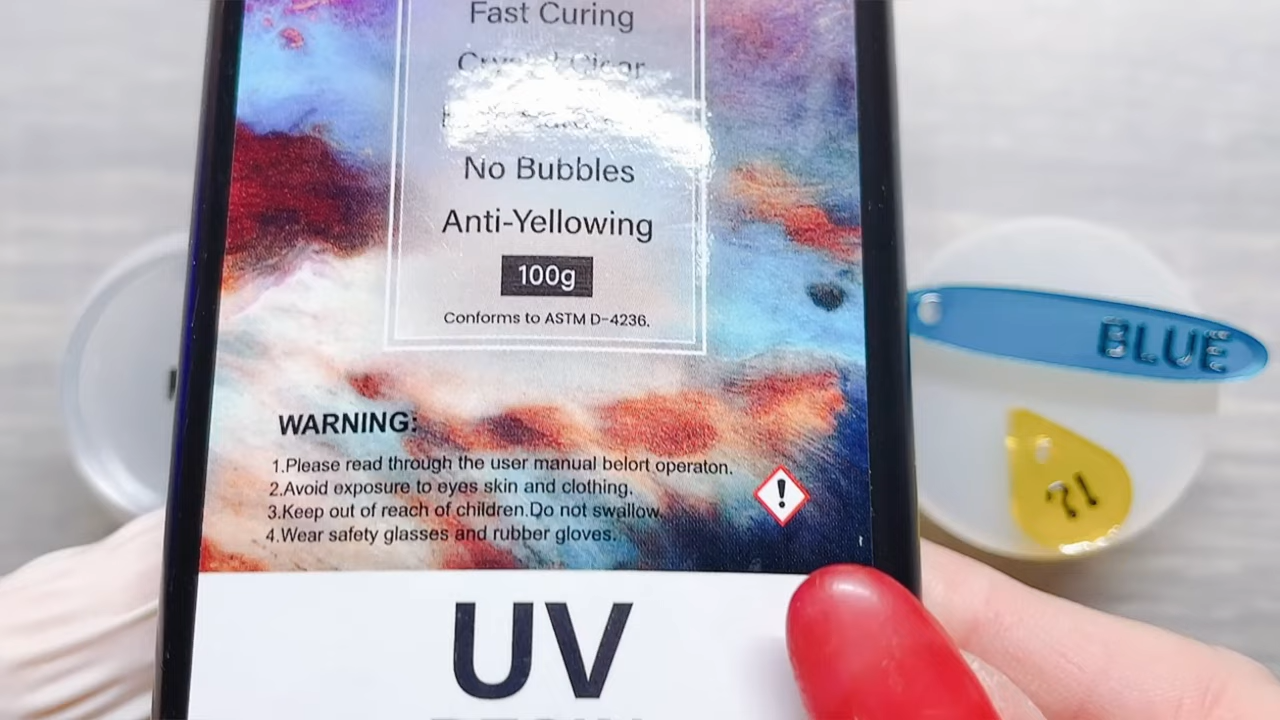 Fast Curing
Crystal Clear
No Bubbles
Anti-Yellowing
100g
Conforms to ASTM D-4236.
WARNING:
1.Please read through the user manual belort operaton.
2.Avoid exposure to eyes skin and clothing.
3.Keep out of reach of children.Do not swallow.
4.Wear safety glasses and rubber gloves.
UV
BLUE